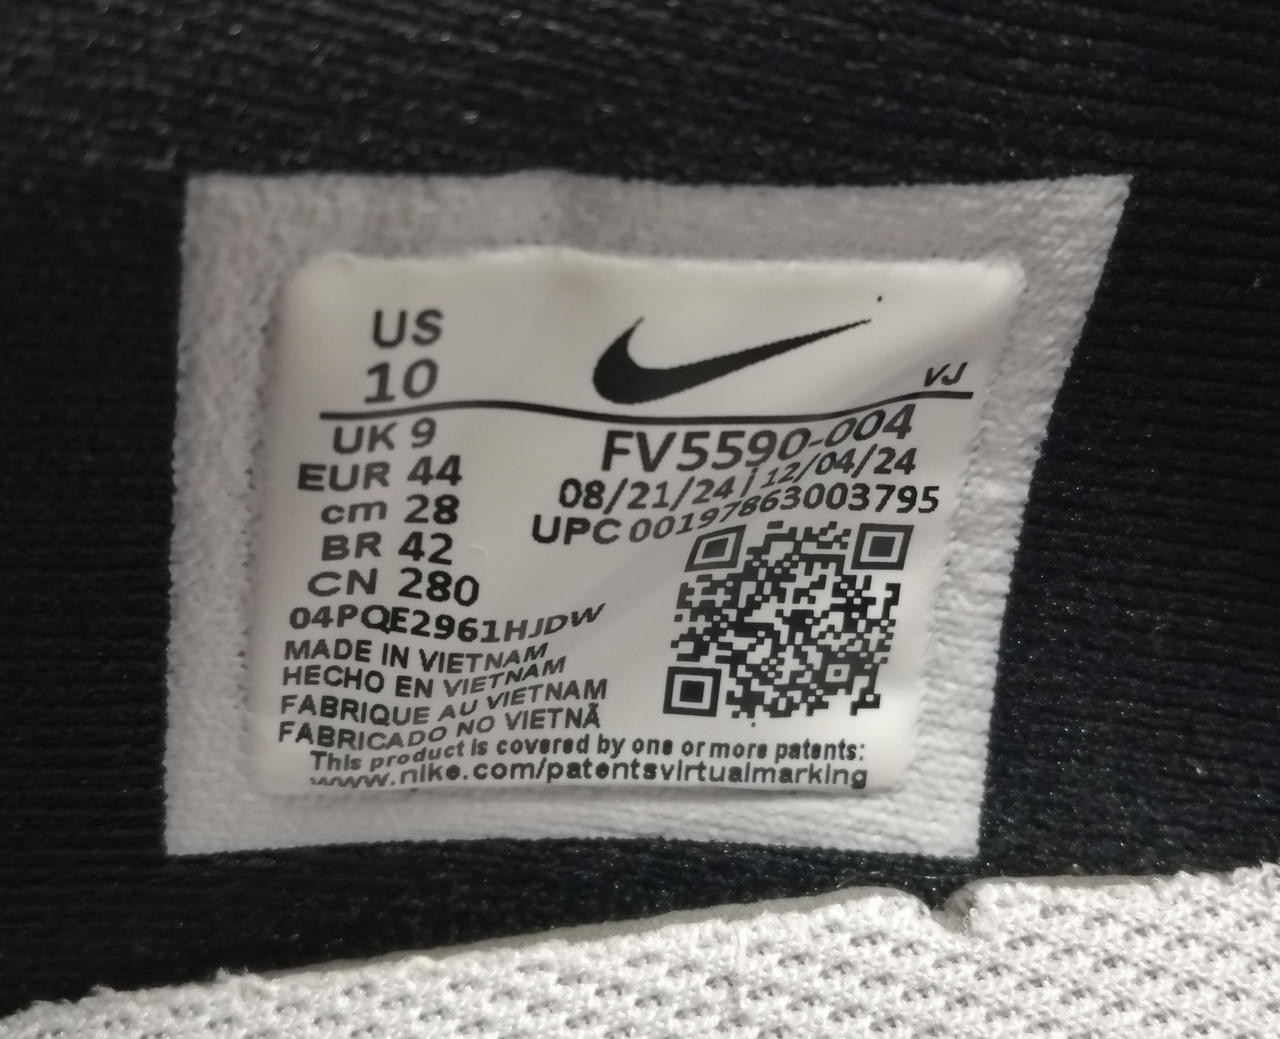 US
10
VJ
UK 9
EUR 44
cm 28
BR 42
CN 280
FV5590-004
08/21/24 | 12/04/24
UPC 00197863003795
04PQE2961HJDW
MADE IN VIETNAM
HECHO EN VIETNAM
FABRIQUE AU VIETNAM
FABRICADO NO VIETNÃ
This product is covered by one or more patents:
www.nike.com/patentsvirtualmarking